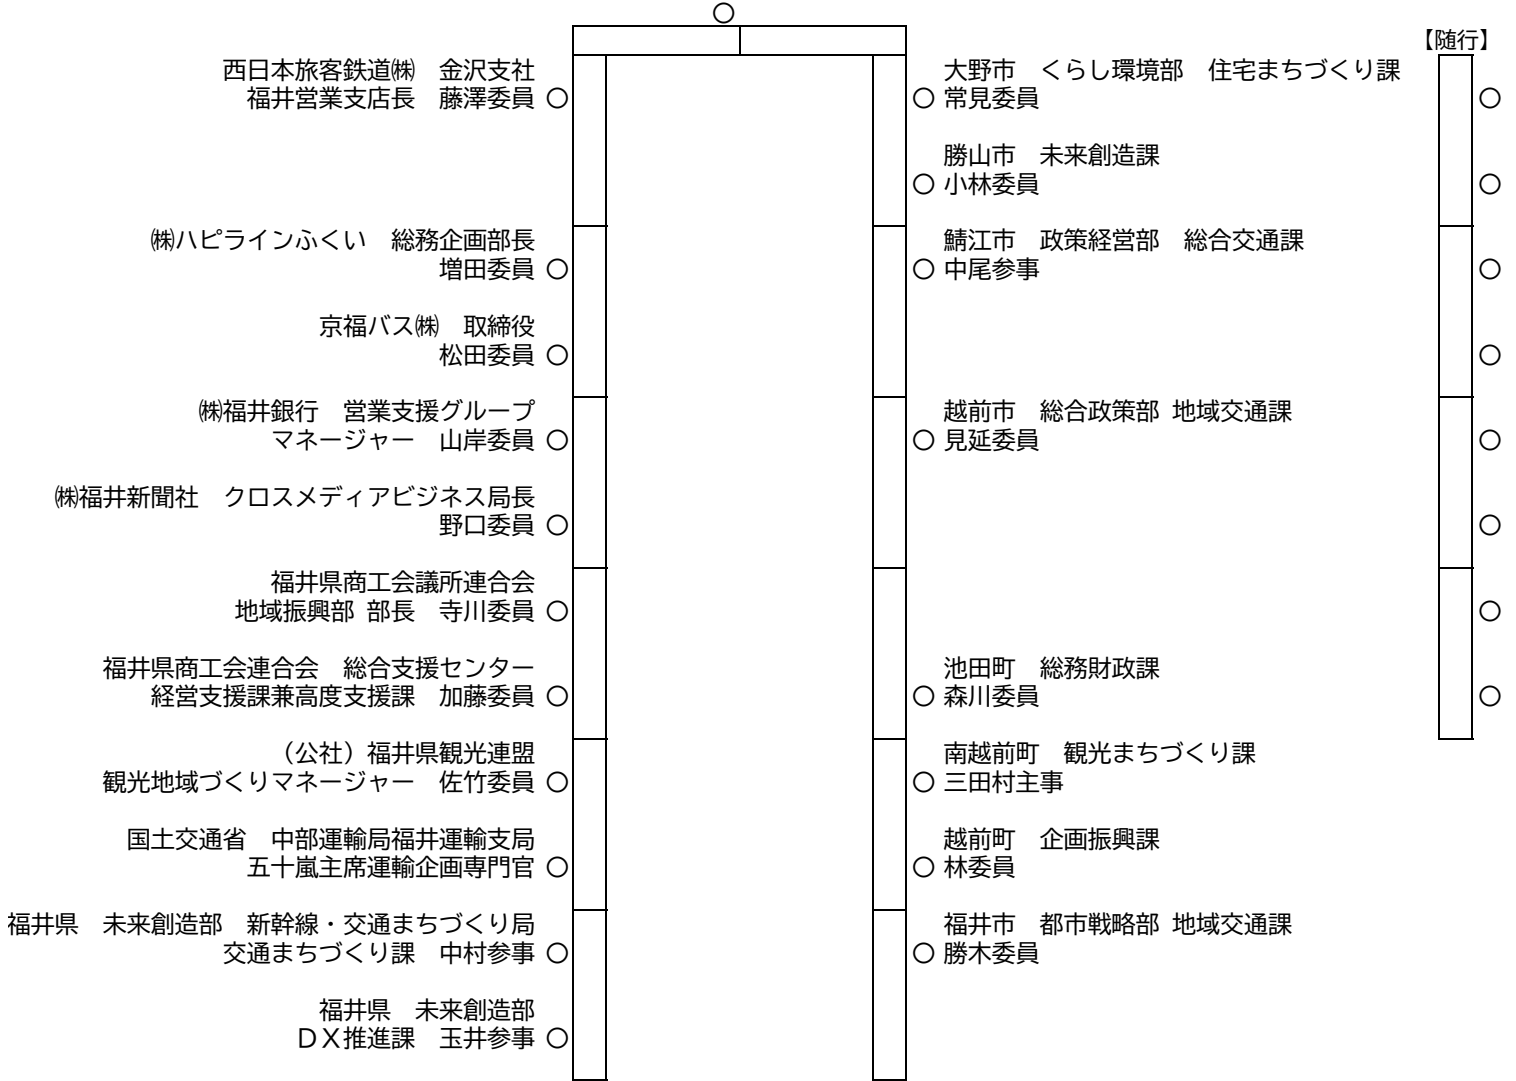 西日本旅客鉄道㈱　金沢支社
福井営業支店長　藤澤委員
㈱ハピラインふくい　総務企画部長
増田委員
京福バス㈱　取締役
松田委員
㈱福井銀行　営業支援グループ
マネージャー　山岸委員
㈱福井新聞社　クロスメディアビジネス局長
野口委員
福井県商工会議所連合会
地域振興部 部長　寺川委員
福井県商工会連合会　総合支援センター
経営支援課兼高度支援課　加藤委員
（公社）福井県観光連盟
観光地域づくりマネージャー　佐竹委員
国土交通省　中部運輸局福井運輸支局
五十嵐主席運輸企画専門官
福井県　未来創造部　新幹線・交通まちづくり局
交通まちづくり課　中村参事
福井県　未来創造部
ＤＸ推進課　玉井参事
大野市　くらし環境部　住宅まちづくり課
常見委員
勝山市　未来創造課
小林委員
鯖江市　政策経営部　総合交通課
中尾参事
越前市　総合政策部 地域交通課
見延委員
池田町　総務財政課
森川委員
南越前町　観光まちづくり課
三田村主事
越前町　企画振興課
林委員
福井市　都市戦略部 地域交通課
勝木委員
【随行】